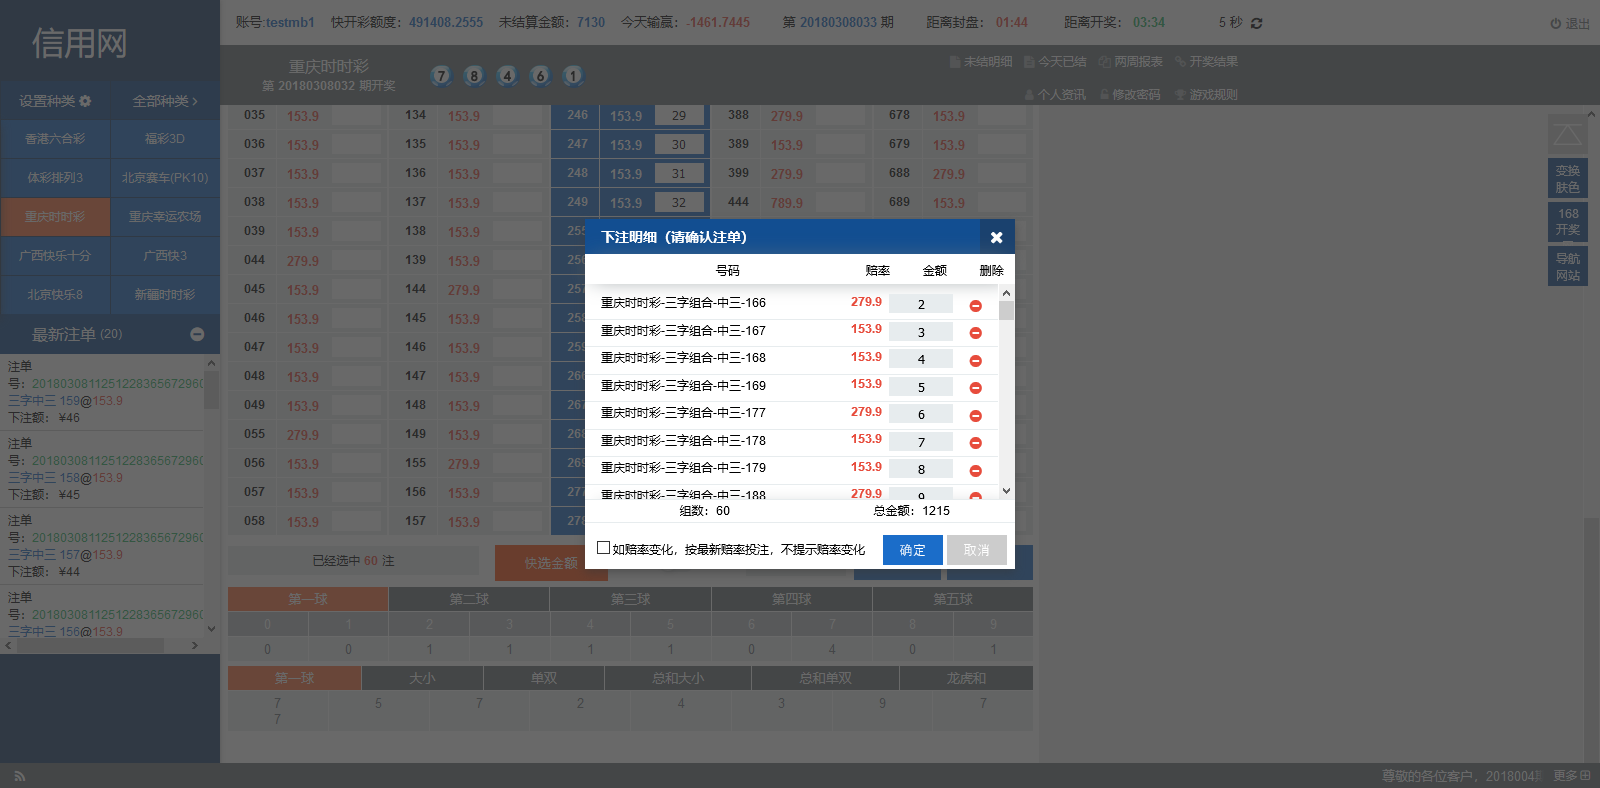 信用网
账号:testmb1 快开彩额度：491408.2555 未结算金额：7130 今天输赢：-1461.7445 第 20180308033 期 距离封盘： 01:44 距离开奖： 03:34 5 秒 退出
重庆时时彩
第 20180308032 期开奖
7 8 4 6 1
未结明细 今天已结 两周报表 开奖结果
个人资讯 修改密码 游戏规则
设置种类 全部种类
香港六合彩 福彩3D
体彩排列3 北京赛车(PK10)
重庆时时彩 重庆幸运农场
广西快乐十分 广西快3
北京快乐8 新疆时时彩
最新注单 (20)
注单
号：2018030811251228365672960
三字中三 159@153.9
下注额： ¥46
注单
号：2018030811251228365672960
三字中三 158@153.9
下注额： ¥45
注单
号：2018030811251228365672960
三字中三 157@153.9
下注额： ¥44
注单
号：2018030811251228365672960
三字中三 156@153.9
035 153.9 134 153.9 246 153.9 29 388 279.9 678 153.9
036 153.9 135 153.9 247 153.9 30 389 153.9 679 153.9
037 153.9 136 153.9 248 153.9 31 399 279.9 688 279.9
038 153.9 137 153.9 249 153.9 32 444 789.9 689 153.9
039 153.9 138 153.9
044 279.9 139 153.9
045 153.9 144 279.9
046 153.9 145 153.9
047 153.9 146 153.9
048 153.9 147 153.9
049 153.9 148 153.9
055 279.9 149 153.9
056 153.9 155 279.9
057 153.9 156 153.9
058 153.9 157 153.9
下注明细（请确认注单）
号码 赔率 金额 删除
重庆时时彩-三字组合-中三-166 279.9 2
重庆时时彩-三字组合-中三-167 153.9 3
重庆时时彩-三字组合-中三-168 153.9 4
重庆时时彩-三字组合-中三-169 153.9 5
重庆时时彩-三字组合-中三-177 279.9 6
重庆时时彩-三字组合-中三-178 153.9 7
重庆时时彩-三字组合-中三-179 153.9 8
重庆时时彩-三字组合-中三-188 279.9 9
组数：60 总金额：1215
如赔率变化，按最新赔率投注，不提示赔率变化 确定 取消
已经选中 60 注 快选金额
第一球 第二球 第三球 第四球 第五球
0 1 2 3 4 5 6 7 8 9
0 0 1 1 1 1 0 4 0 1
第一球 大小 单双 总和大小 总和单双 龙虎和
7 5 7 2 4 3 9 7
7
变换
肤色
168
开奖
导航
网站
尊敬的各位客户，2018004 更多